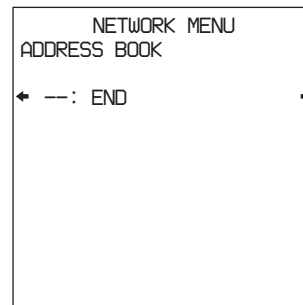 NETWORK MENU
ADDRESS BOOK
← --: END